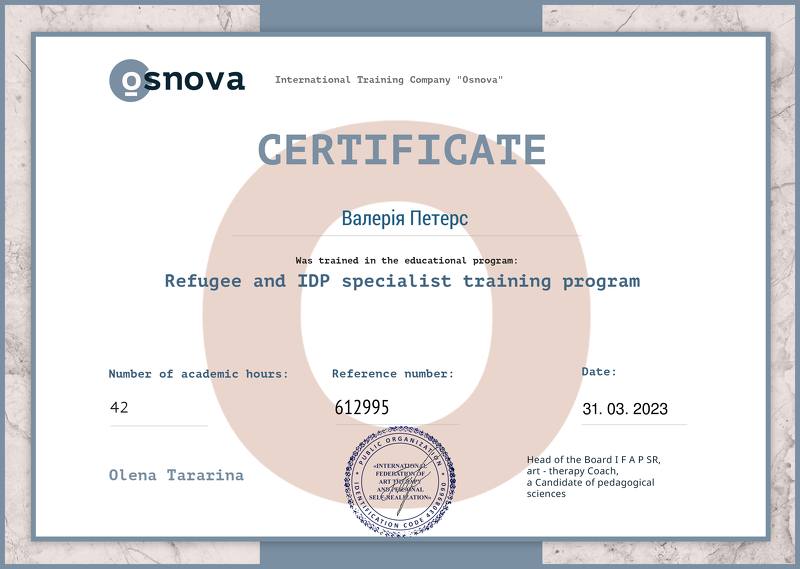 osnova
International Training Company "Osnova"
CERTIFICATE
Валерія Петерс
Was trained in the educational program:
Refugee and IDP specialist training program
Number of academic hours:
Reference number:
Date:
42
612995
31. 03. 2023
Olena Tararina
PUBLIC ORGANIZATION
«INTERNATIONAL
FEDERATION OF
ART THERAPY
AND PERSONAL
SELF-REALIZATION»
IDENTIFICATION CODE
Head of the Board I F A P SR,
art - therapy Coach,
a Candidate of pedagogical
sciences